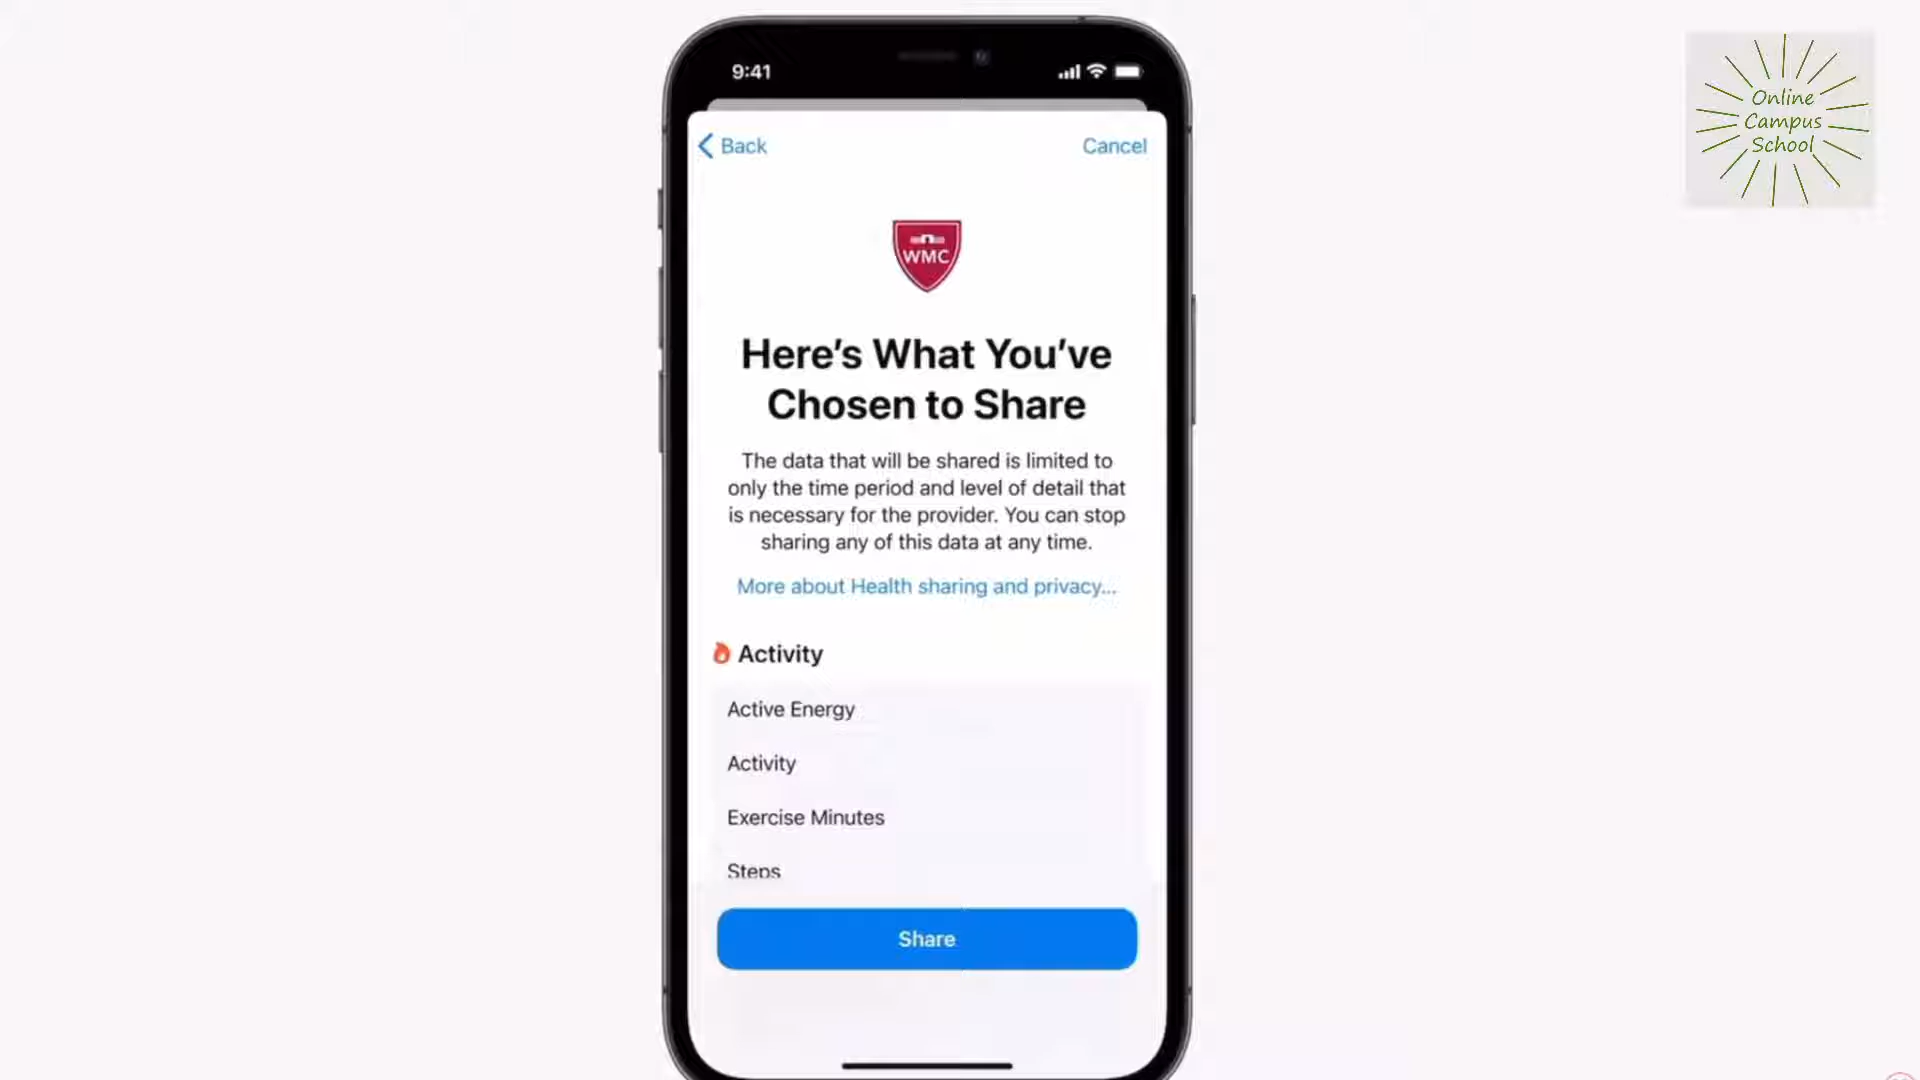 9:41
Back
Cancel
WMC
Here's What You've
Chosen to Share
The data that will be shared is limited to
only the time period and level of detail that
is necessary for the provider. You can stop
sharing any of this data at any time.
More about Health sharing and privacy...
Activity
Active Energy
Activity
Exercise Minutes
Steps
Share
Online
Campus
School